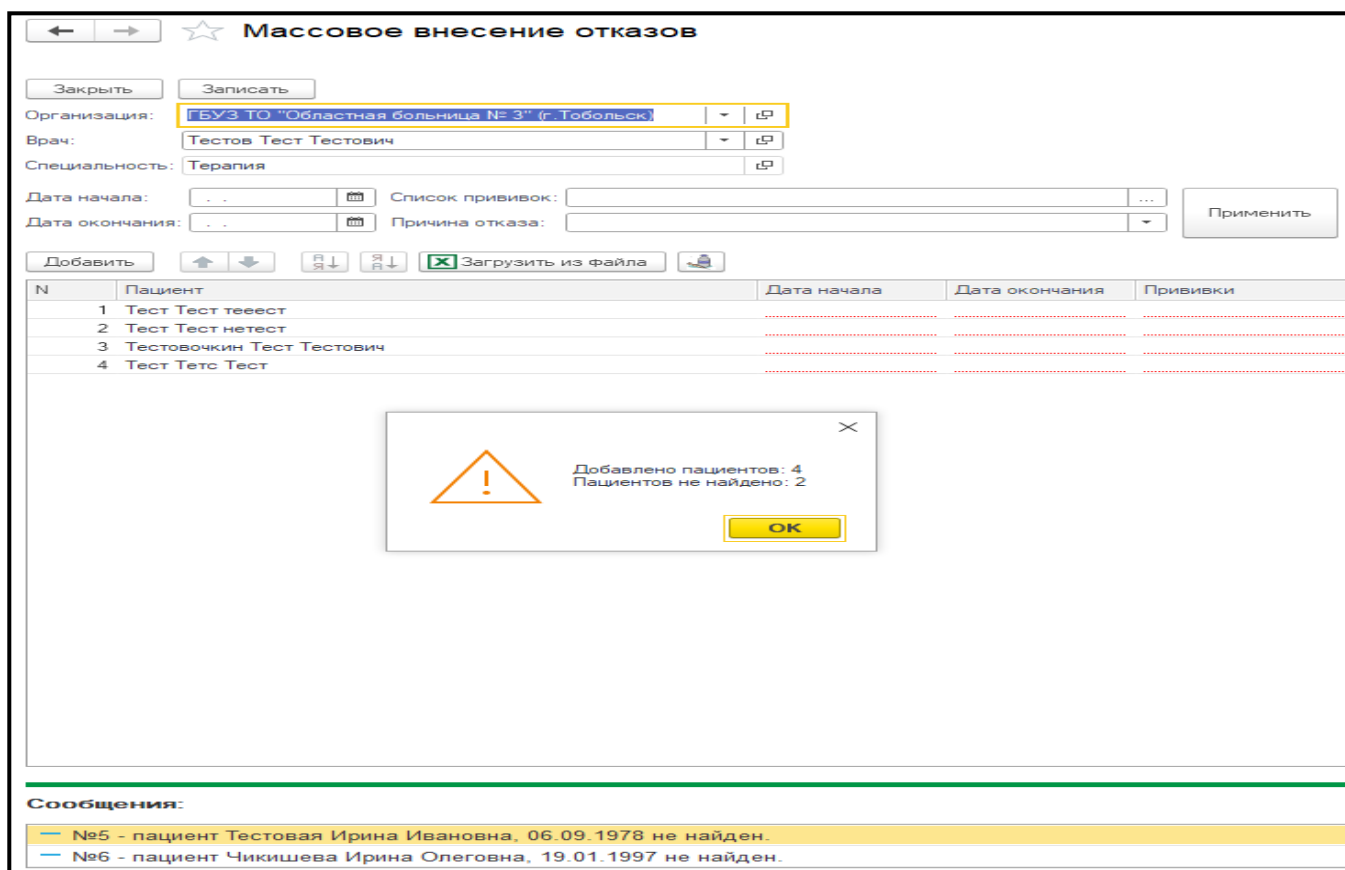 Массовое внесение отказов
Закрыть Записать
Организация: ГБУЗ ТО "Областная больница № 3" (г.Тобольск)
Врач: Тестов Тест Тестович
Специальность: Терапия
Дата начала: . . Список прививок: ...
Применить
Дата окончания: . . Причина отказа:
Добавить Загрузить из файла
N Пациент Дата начала Дата окончания Прививки
1 Тест Тест тееест
2 Тест Тест нетест
3 Тестовочкин Тест Тестович
4 Тест Тетс Тест
Добавлено пациентов: 4
Пациентов не найдено: 2
OK
Сообщения:
— №5 - пациент Тестовая Ирина Ивановна, 06.09.1978 не найден.
— №6 - пациент Чикишева Ирина Олеговна, 19.01.1997 не найден.